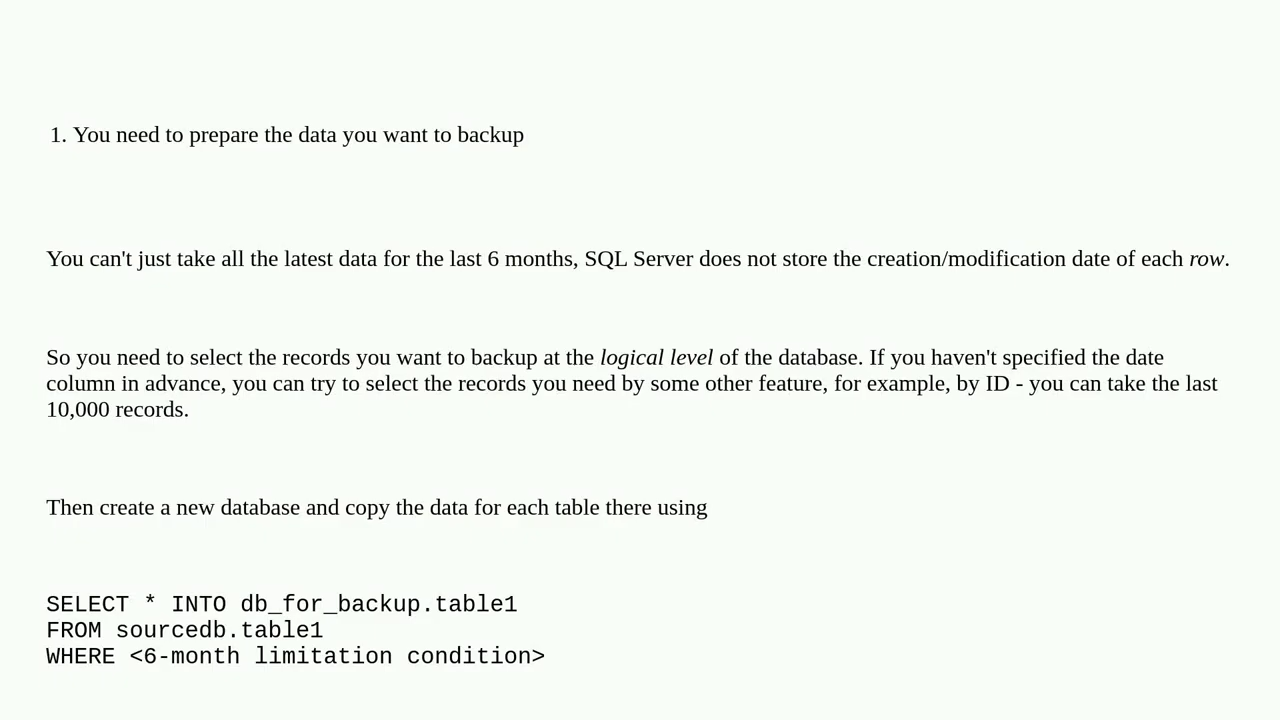 1. You need to prepare the data you want to backup
You can't just take all the latest data for the last 6 months, SQL Server does not store the creation/modification date of each row.
So you need to select the records you want to backup at the logical level of the database. If you haven't specified the date
column in advance, you can try to select the records you need by some other feature, for example, by ID - you can take the last
10,000 records.
Then create a new database and copy the data for each table there using
SELECT * INTO db_for_backup.table1
FROM sourcedb.table1
WHERE <6-month limitation condition>